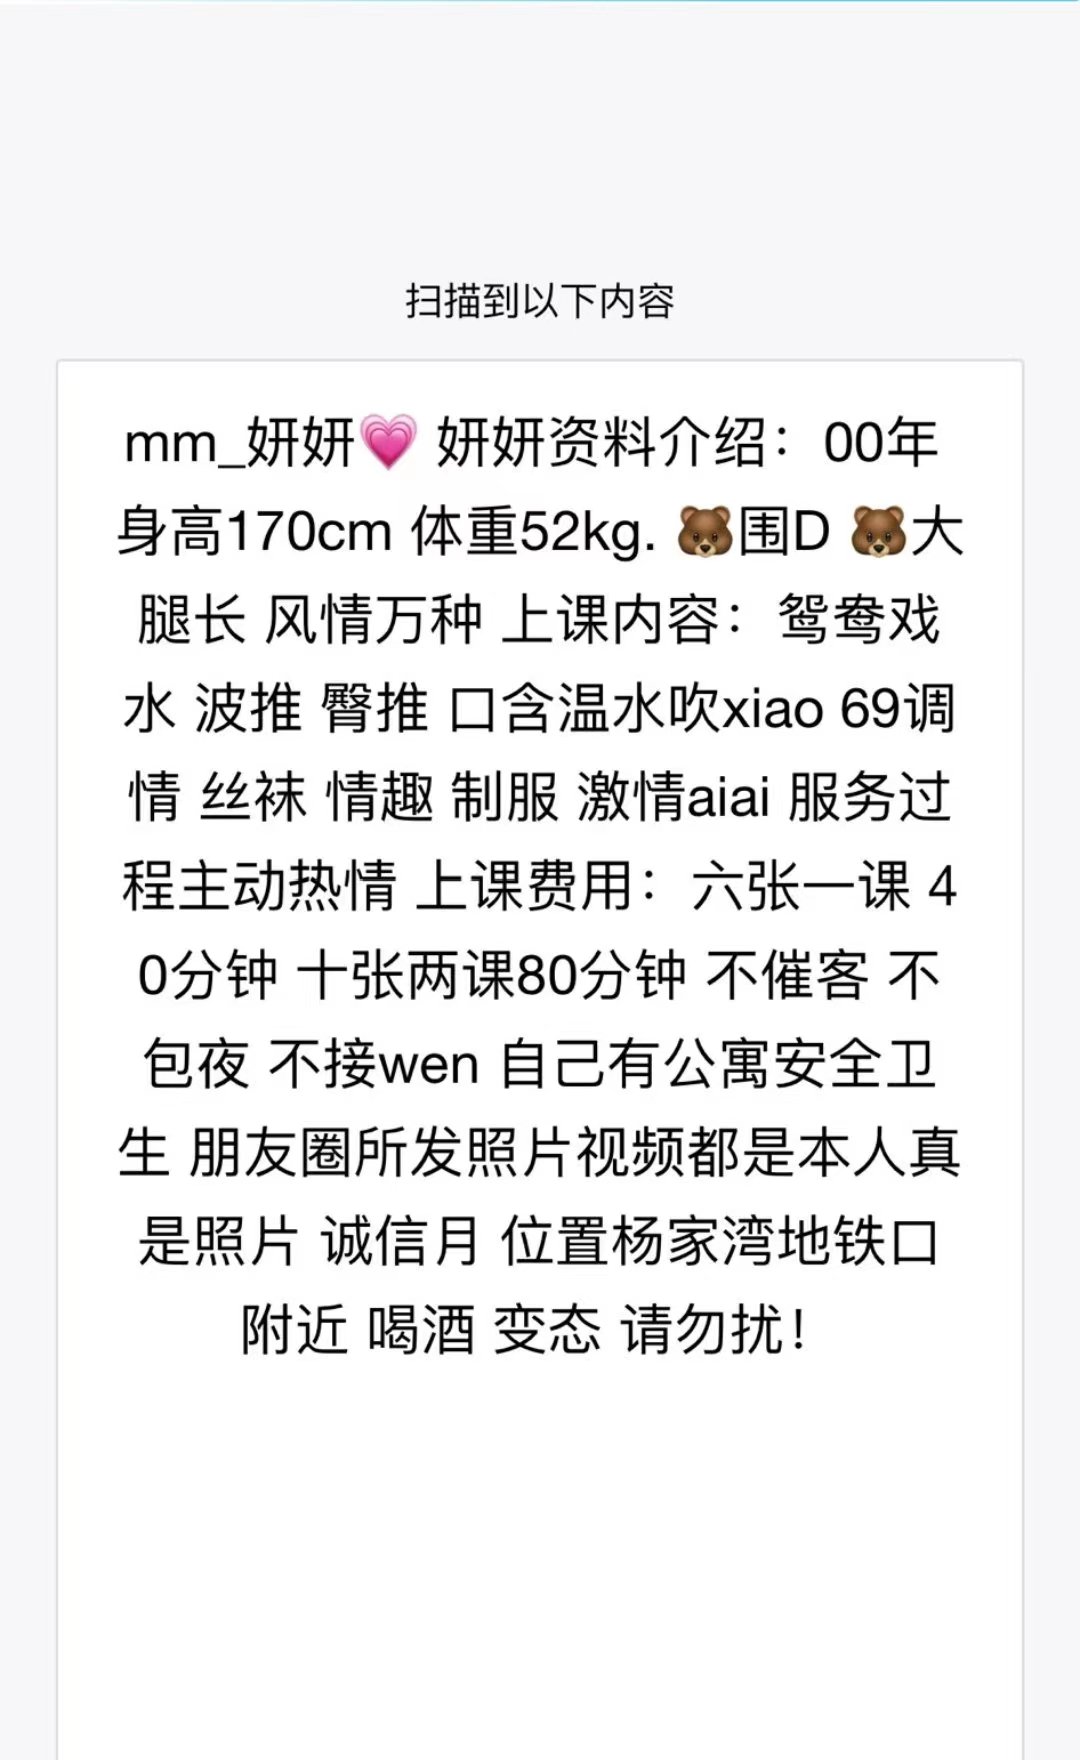 扫描到以下内容
mm_妍妍💗 妍妍资料介绍：00年
身高170cm 体重52kg. 🐻围D 🐻大
腿长 风情万种 上课内容：鸳鸯戏
水 波推 臀推 口含温水吹xiao 69调
情 丝袜 情趣 制服 激情aiai 服务过
程主动热情 上课费用：六张一课 4
0分钟 十张两课80分钟 不催客 不
包夜 不接wen 自己有公寓安全卫
生 朋友圈所发照片视频都是本人真
是照片 诚信月 位置杨家湾地铁口
附近 喝酒 变态 请勿扰！